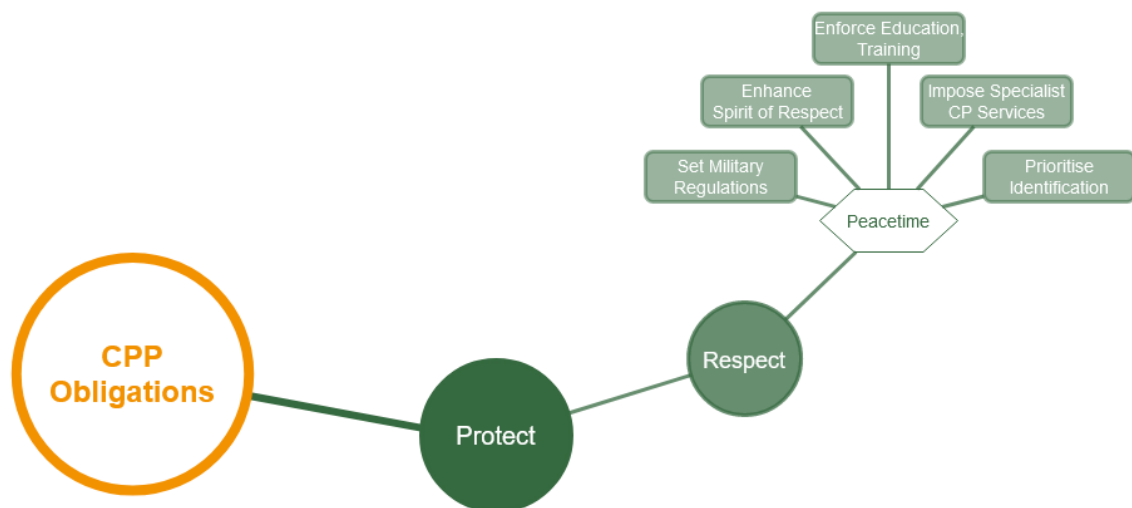 Enforce Education,
Training
Enhance
Spirit of Respect
Impose Specialist
CP Services
Set Military
Regulations
Prioritise
Identification
Peacetime
CPP
Obligations
Respect
Protect